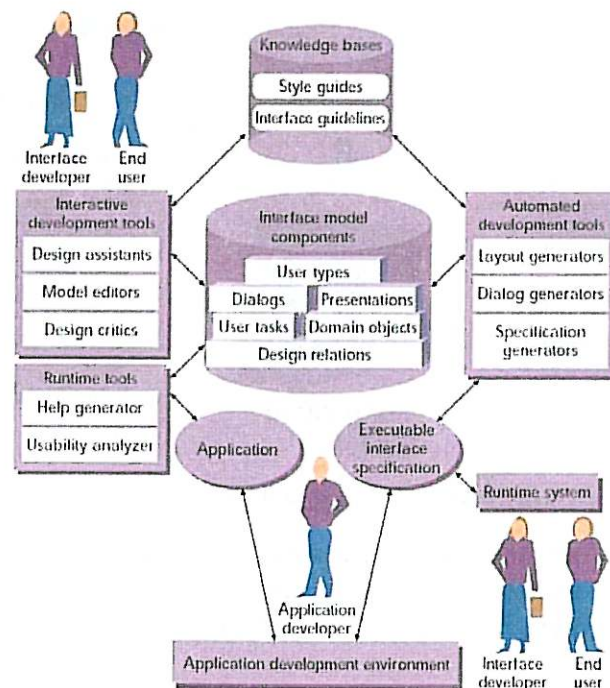 Knowledge bases
Style guides
Interface guidelines
Interface
developer
End
user
Interactive
development tools
Design assistants
Model editors
Design critics
Interface model
components
User types
Dialogs
Presentations
User tasks
Domain objects
Design relations
Automated
development tools
Layout generators
Dialog generators
Specification
generators
Runtime tools
Help generator
Usability analyzer
Application
Executable
interface
specification
Runtime system
Application
developer
Application development environment
Interface
developer
End
user